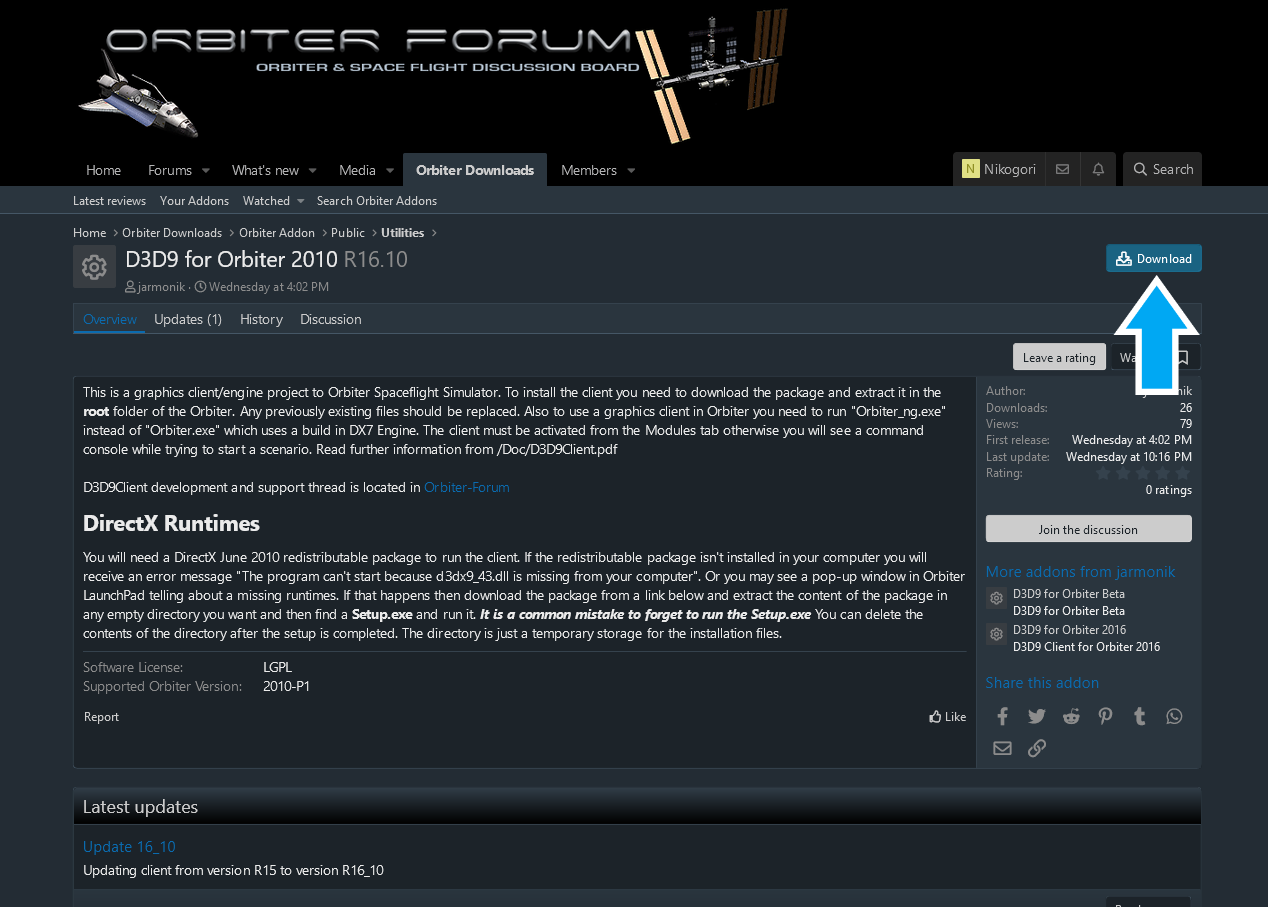 ORBITER FORUM
ORBITER & SPACE FLIGHT DISCUSSION BOARD
Home Forums What's new Media Orbiter Downloads Members N Nikogori Search
Latest reviews Your Addons Watched Search Orbiter Addons
Home Orbiter Downloads Orbiter Addon Public Utilities
D3D9 for Orbiter 2010 R16.10
Download
jarmonik · Wednesday at 4:02 PM
Overview Updates (1) History Discussion
Leave a rating
This is a graphics client/engine project to Orbiter Spaceflight Simulator. To install the client you need to download the package and extract it in the
root folder of the Orbiter. Any previously existing files should be replaced. Also to use a graphics client in Orbiter you need to run "Orbiter_ng.exe"
instead of "Orbiter.exe" which uses a build in DX7 Engine. The client must be activated from the Modules tab otherwise you will see a command
console while trying to start a scenario. Read further information from /Doc/D3D9Client.pdf
D3D9Client development and support thread is located in Orbiter-Forum
DirectX Runtimes
You will need a DirectX June 2010 redistributable package to run the client. If the redistributable package isn't installed in your computer you will
receive an error message "The program can't start because d3dx9_43.dll is missing from your computer". Or you may see a pop-up window in Orbiter
LaunchPad telling about a missing runtimes. If that happens then download the package from a link below and extract the content of the package in
any empty directory you want and then find a Setup.exe and run it. It is a common mistake to forget to run the Setup.exe You can delete the
contents of the directory after the setup is completed. The directory is just a temporary storage for the installation files.
Software License: LGPL
Supported Orbiter Version: 2010-P1
Report Like
Author:
Downloads: 26
Views: 79
First release: Wednesday at 4:02 PM
Last update: Wednesday at 10:16 PM
Rating:
0 ratings
Join the discussion
More addons from jarmonik
D3D9 for Orbiter Beta
D3D9 for Orbiter Beta
D3D9 for Orbiter 2016
D3D9 Client for Orbiter 2016
Share this addon
Latest updates
Update 16_10
Updating client from version R15 to version R16_10